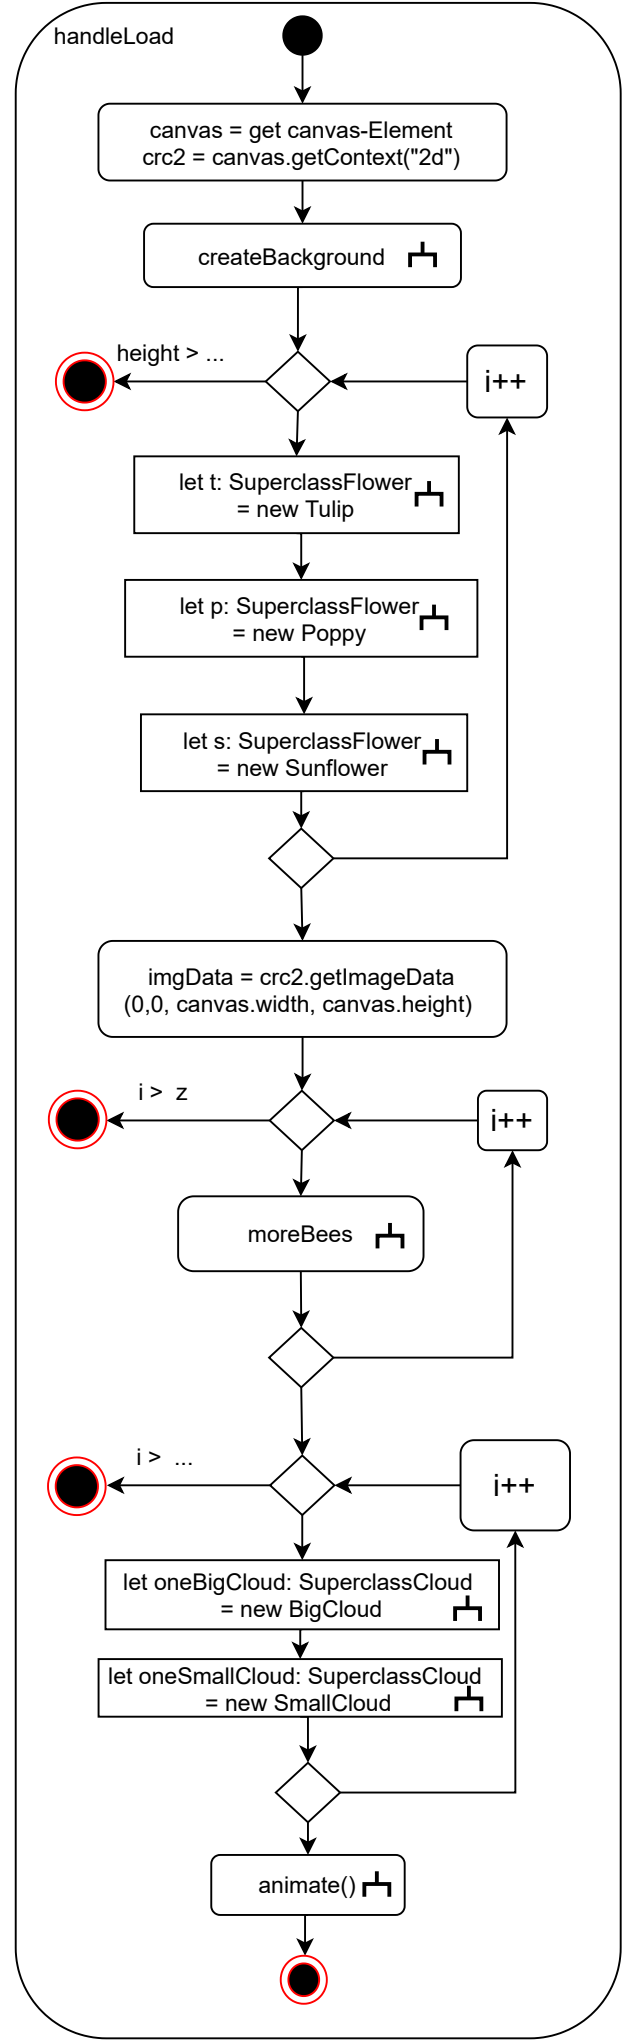 handleLoad
canvas = get canvas-Element
crc2 = canvas.getContext("2d")
createBackground
height > ...
i++
let t: SuperclassFlower
= new Tulip
let p: SuperclassFlower
= new Poppy
let s: SuperclassFlower
= new Sunflower
imgData = crc2.getImageData
(0,0, canvas.width, canvas.height)
i > z
i++
moreBees
i > ...
i++
let oneBigCloud: SuperclassCloud
= new BigCloud
let oneSmallCloud: SuperclassCloud
= new SmallCloud
animate()